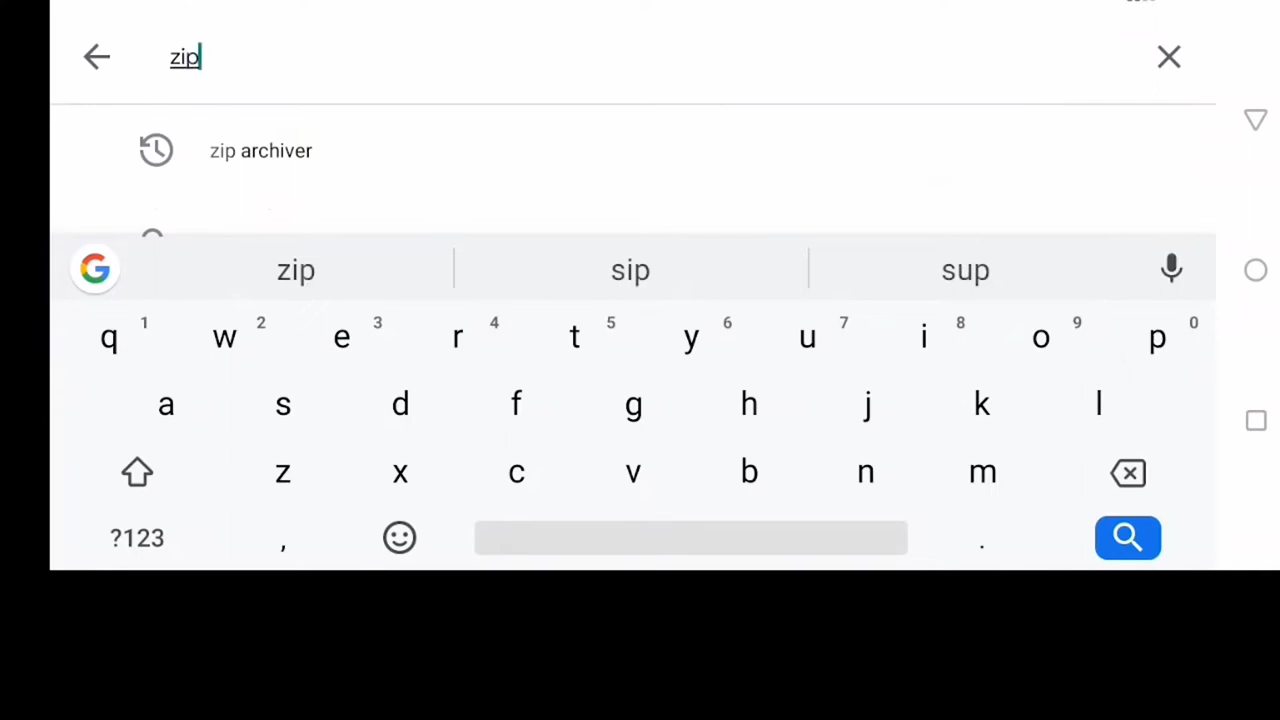 zip
zip archiver
zip sip sup
q 1 w 2 e 3 r 4 t 5 y 6 u 7 i 8 o 9 p 0
a s d f g h j k l
z x c v b n m
?123 , .